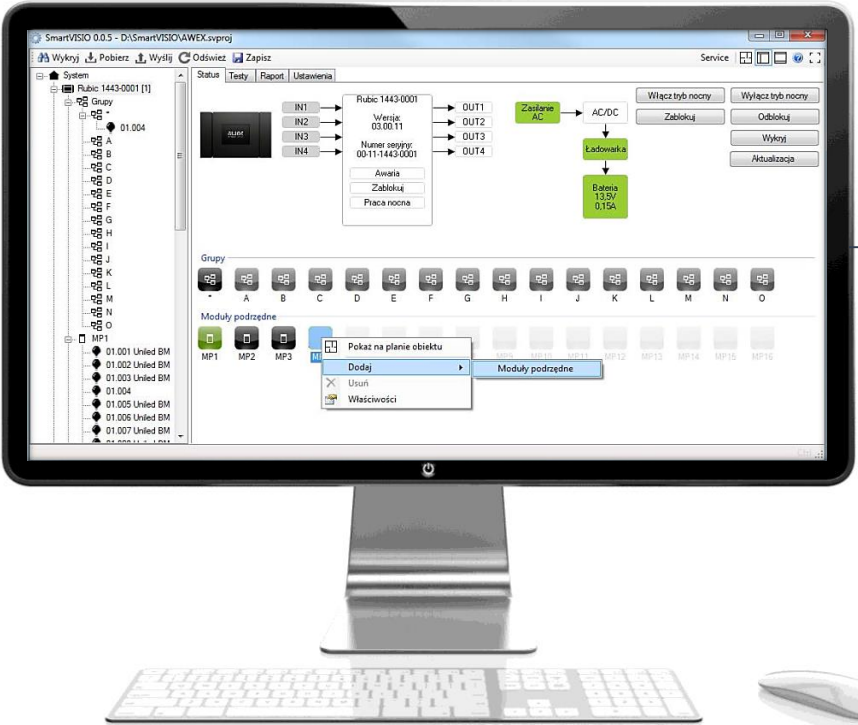 SmartVISIO 0.0.5 - D:\SmartVISIO\AWEX.svproj
Wykryj Pobierz Wyślij Odśwież Zapisz
Service
System
Rubic 1443-0001 [1]
Grupy
*
01.004
A
B
C
D
E
F
G
H
I
J
K
L
M
N
O
MP1
01.001 Uniled BM
01.002 Uniled BM
01.003 Uniled BM
01.004
01.005 Uniled BM
01.006 Uniled BM
01.007 Uniled BM
01.008 Uniled BM
Status Testy Raport Ustawienia
IN1
IN2
IN3
IN4
Rubic 1443-0001
Wersja:
03.00.11
Numer seryjny:
00-11-1443-0001
Awaria
Zablokuj
Praca nocna
OUT1
OUT2
OUT3
OUT4
Zasilanie
AC
AC/DC
Ładowarka
Bateria
13,5V
0,15A
Włącz tryb nocny Wyłącz tryb nocny
Zablokuj Odblokuj
Wykryj
Aktualizacja
Grupy
* A B C D E F G H I J K L M N O
Moduły podrzędne
MP1 MP2 MP3 MP9 MP10 MP11 MP12 MP13 MP14 MP15 MP16
Pokaż na planie obiektu
Dodaj
Moduły podrzędne
Usuń
Właściwości